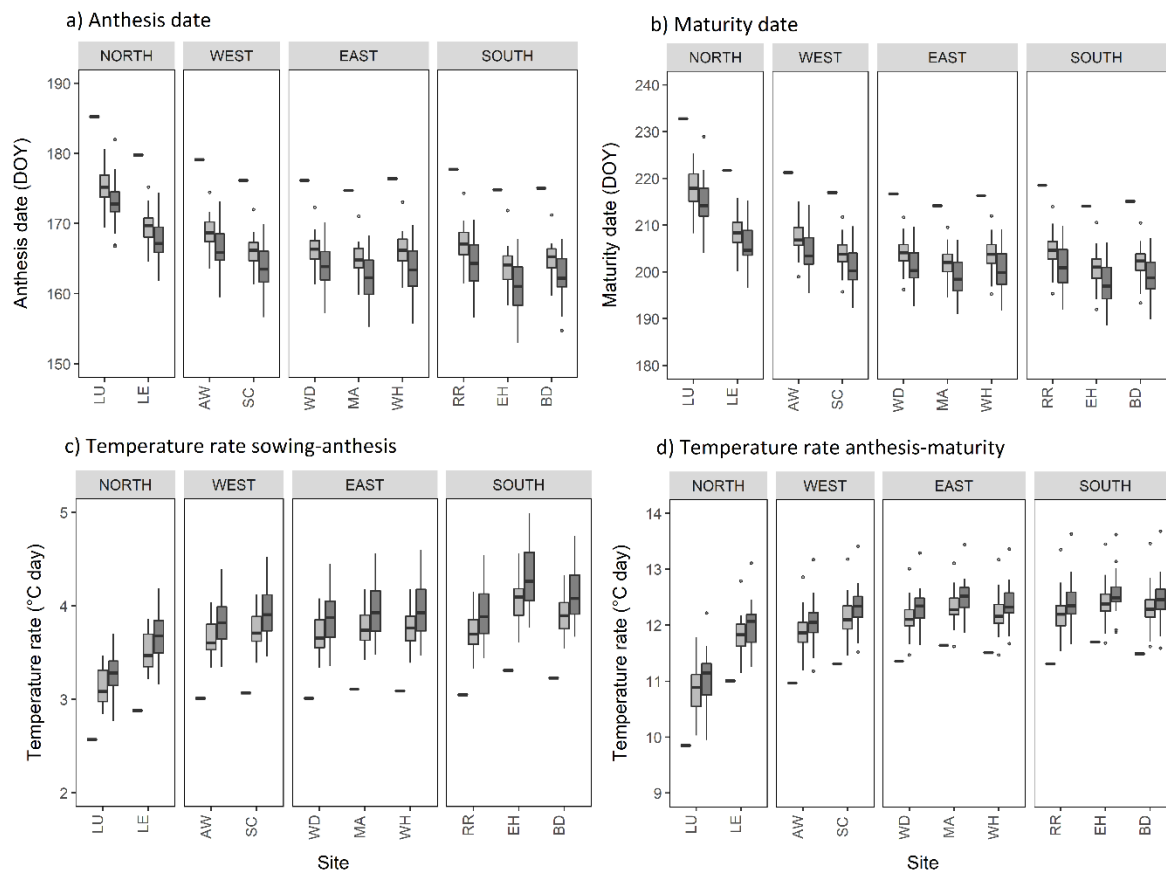 a) Anthesis date
NORTH WEST EAST SOUTH
190
180
170
160
150
Anthesis date (DOY)
LU LE AW SC WD MA WH RR EH BD
b) Maturity date
NORTH WEST EAST SOUTH
240
230
220
210
200
190
180
Maturity date (DOY)
LU LE AW SC WD MA WH RR EH BD
c) Temperature rate sowing-anthesis
NORTH WEST EAST SOUTH
5
4
3
2
Temperature rate (°C day)
LU LE AW SC WD MA WH RR EH BD
Site
d) Temperature rate anthesis-maturity
NORTH WEST EAST SOUTH
14
13
12
11
10
9
Temperature rate (°C day)
LU LE AW SC WD MA WH RR EH BD
Site